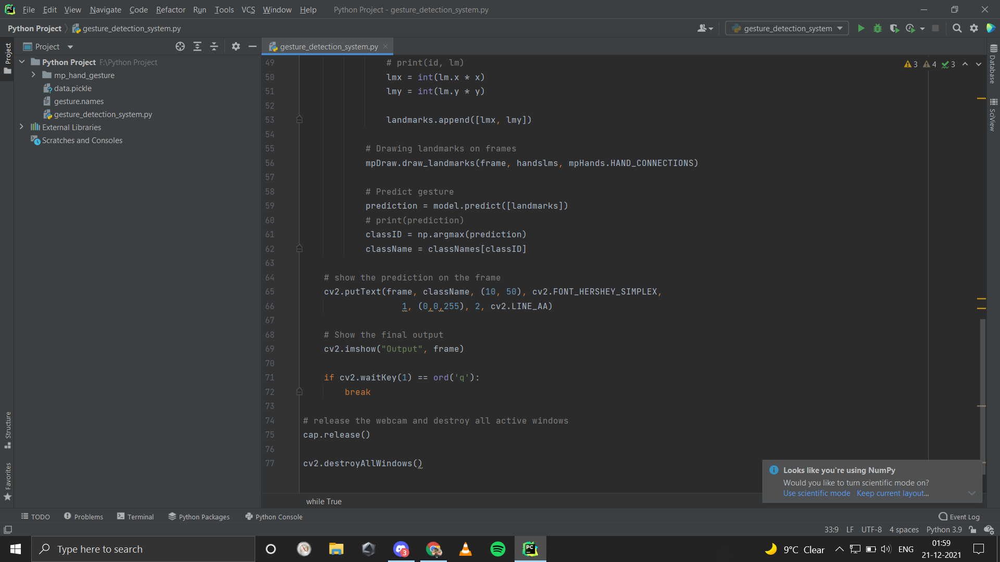 File Edit View Navigate Code Refactor Run Tools VCS Window Help Python Project - gesture_detection_system.py
Python Project gesture_detection_system.py gesture_detection_system
Project Project gesture_detection_system.py
Python Project F:\Python Project
mp_hand_gesture
data.pickle
gesture.names
gesture_detection_system.py
External Libraries
Scratches and Consoles
3 4 3
49 # print(id, lm)
50 lmx = int(lm.x * x)
51 lmy = int(lm.y * y)
52
53 landmarks.append([lmx, lmy])
54
55 # Drawing landmarks on frames
56 mpDraw.draw_landmarks(frame, handslms, mpHands.HAND_CONNECTIONS)
57
58 # Predict gesture
59 prediction = model.predict([landmarks])
60 # print(prediction)
61 classID = np.argmax(prediction)
62 className = classNames[classID]
63
64 # show the prediction on the frame
65 cv2.putText(frame, className, (10, 50), cv2.FONT_HERSHEY_SIMPLEX,
66 1, (0,0,255), 2, cv2.LINE_AA)
67
68 # Show the final output
69 cv2.imshow("Output", frame)
70
71 if cv2.waitKey(1) == ord('q'):
72 break
73
74 # release the webcam and destroy all active windows
75 cap.release()
76
77 cv2.destroyAllWindows()
while True
Database
SciView
Structure
Favorites
Looks like you're using NumPy
Would you like to turn scientific mode on?
Use scientific mode Keep current layout...
TODO Problems Terminal Python Packages Python Console Event Log
33:9 LF UTF-8 4 spaces Python 3.9
Type here to search
3
PC
9°C Clear
ENG
01:59
21-12-2021